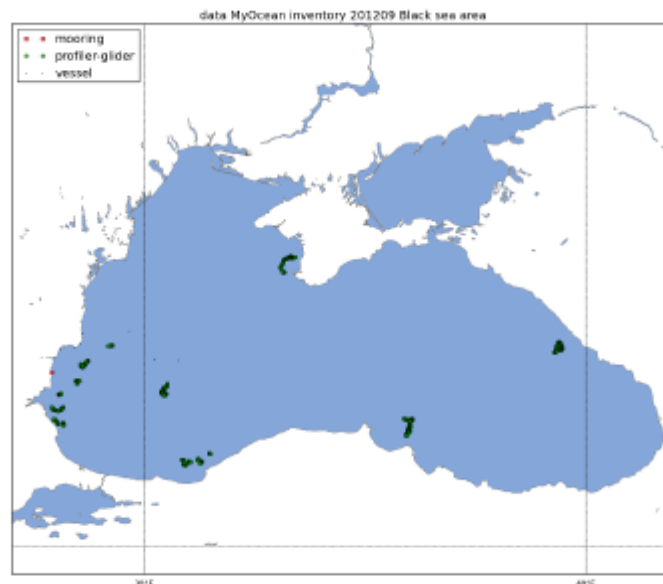 data MyOcean inventory 201209 Black sea area
mooring
profiler-glider
vessel